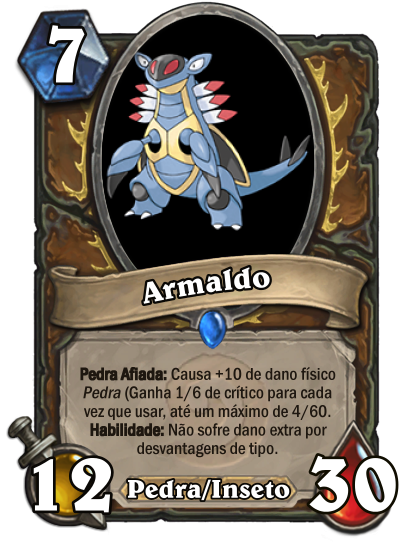 7
Armaldo
Pedra Afiada: Causa +10 de dano físico
Pedra (Ganha 1/6 de crítico para cada
vez que usar, até um máximo de 4/60.
Habilidade: Não sofre dano extra por
desvantagens de tipo.
12
Pedra/Inseto
30